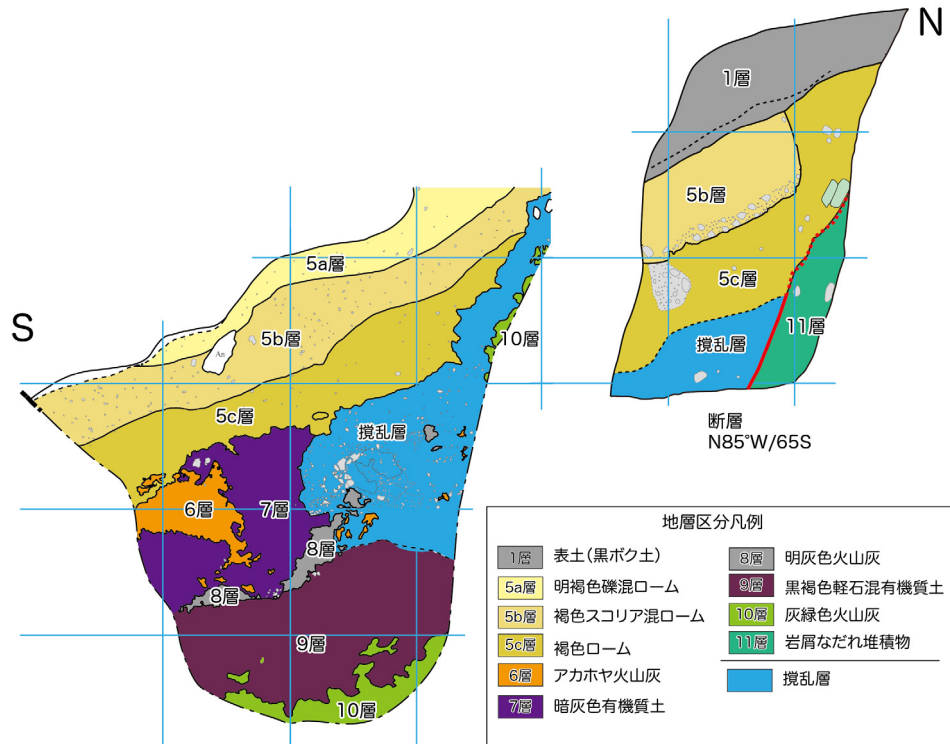 N
1層
5b層
5c層
撹乱層
11層
断層
N85°W/65S
S
5a層
5b層
An
10層
5c層
撹乱層
6層
7層
8層
8層
9層
10層
地層区分凡例
1層 表土(黒ボク土)
5a層 明褐色礫混ローム
5b層 褐色スコリア混ローム
5c層 褐色ローム
6層 アカホヤ火山灰
7層 暗灰色有機質土
8層 明灰色火山灰
9層 黒褐色軽石混有機質土
10層 灰緑色火山灰
11層 岩屑なだれ堆積物
撹乱層